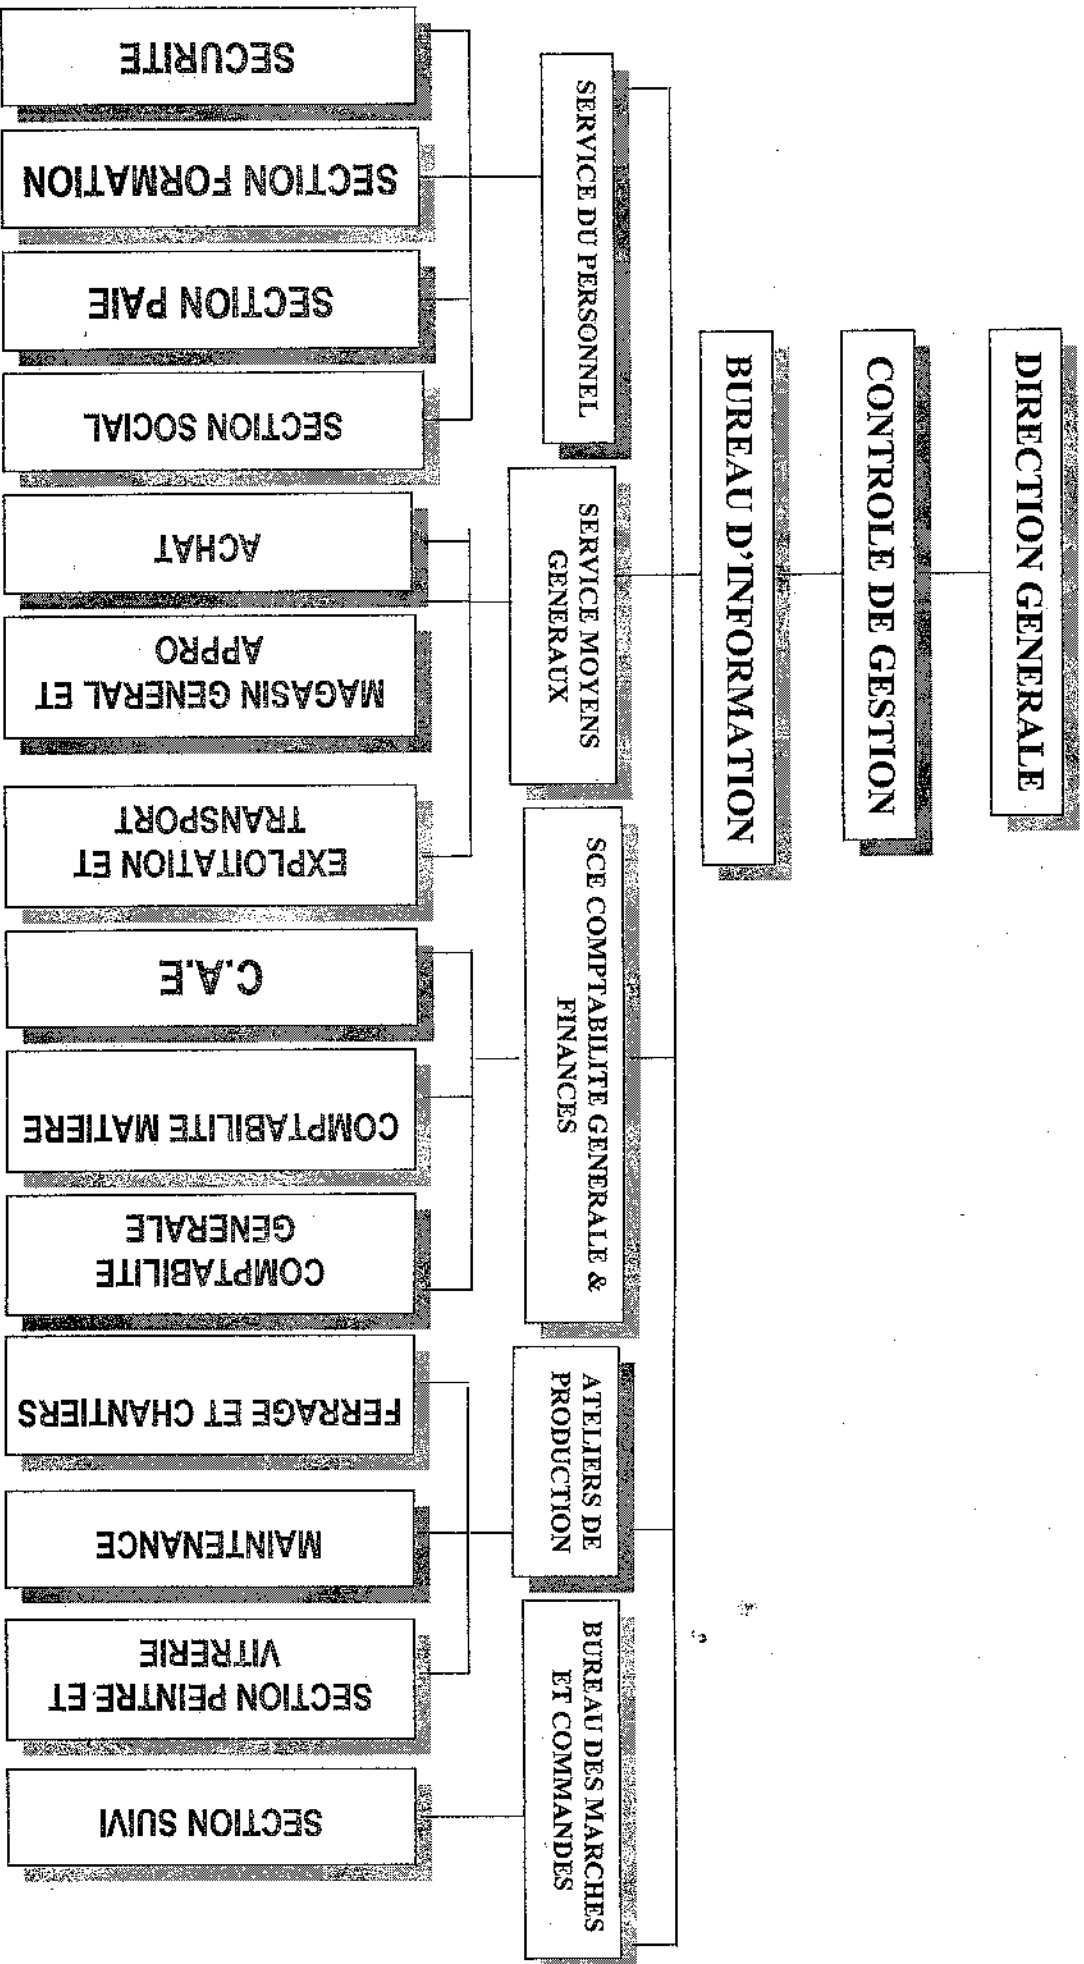 DIRECTION GENERALE
CONTROLE DE GESTION
BUREAU D'INFORMATION
SERVICE DU PERSONNEL
SERVICE MOYENS
GENERAUX
SCE COMPTABILITE GENERALE &
FINANCES
ATELIERS DE
PRODUCTION
BUREAU DES MARCHES
ET COMMANDES
SECURITE
SECTION FORMATION
SECTION PAIE
SECTION SOCIAL
ACHAT
MAGASIN GENERAL ET
APPRO
EXPLOITATION ET
TRANSPORT
C.A.E
COMPTABILITE MATIERE
COMPTABILITE
GENERALE
FERRAGE ET CHANTIERS
MAINTENANCE
SECTION PEINTRE ET
VITRERIE
SECTION SUIVI